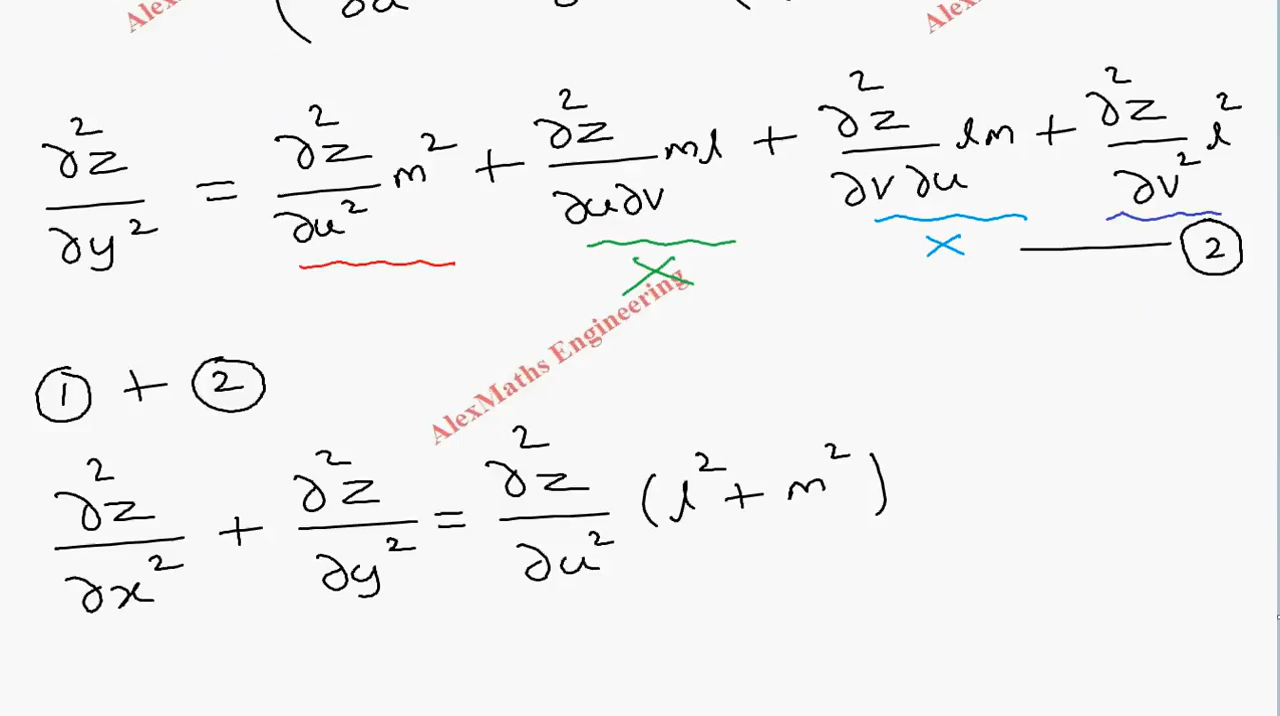 ∂²z/∂y² = ∂²z/∂u² m² + ∂²z/∂u∂v ml + ∂²z/∂v∂u lm + ∂²z/∂v² l² —— ②
① + ②
∂²z/∂x² + ∂²z/∂y² = ∂²z/∂u² (l² + m²)
AlexMaths Engineering